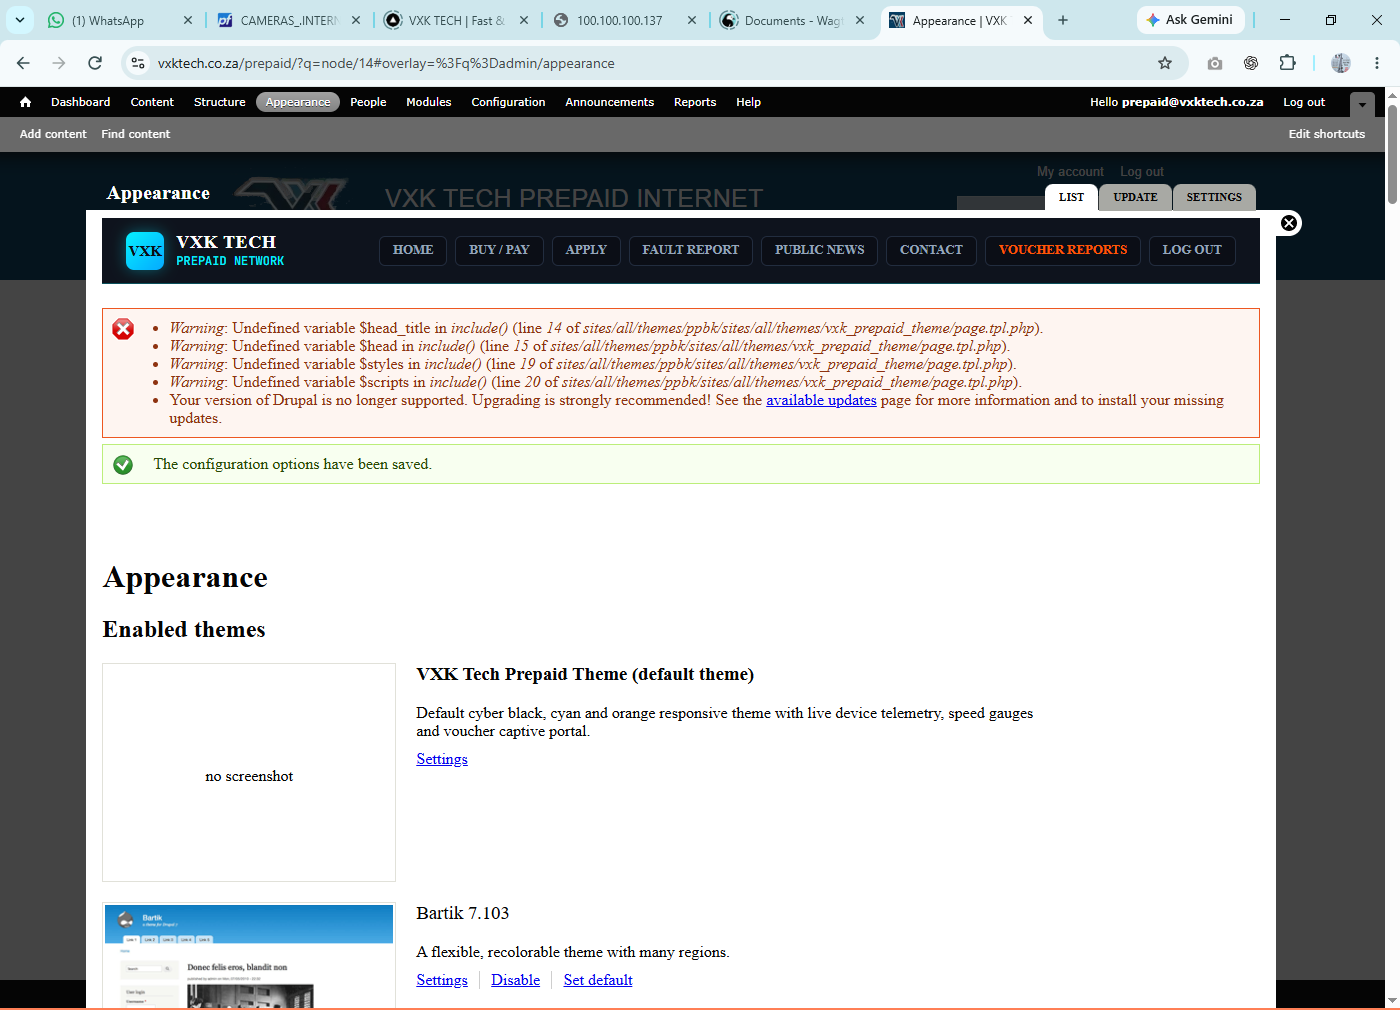 (1) WhatsApp
CAMERAS_.INTERN
VXK TECH | Fast &
100.100.100.137
Documents - Wag
Appearance | VXK
Ask Gemini
vxktech.co.za/prepaid/?q=node/14#overlay=%3Fq%3Dadmin/appearance
Dashboard Content Structure Appearance People Modules Configuration Announcements Reports Help
Hello prepaid@vxktech.co.za Log out
Add content Find content
Edit shortcuts
My account Log out
Appearance
VXK TECH PREPAID INTERNET
LIST UPDATE SETTINGS
VXK
VXK TECH
PREPAID NETWORK
HOME BUY / PAY APPLY FAULT REPORT PUBLIC NEWS CONTACT VOUCHER REPORTS LOG OUT
Warning: Undefined variable $head_title in include() (line 14 of sites/all/themes/ppbk/sites/all/themes/vxk_prepaid_theme/page.tpl.php).
Warning: Undefined variable $head in include() (line 15 of sites/all/themes/ppbk/sites/all/themes/vxk_prepaid_theme/page.tpl.php).
Warning: Undefined variable $styles in include() (line 19 of sites/all/themes/ppbk/sites/all/themes/vxk_prepaid_theme/page.tpl.php).
Warning: Undefined variable $scripts in include() (line 20 of sites/all/themes/ppbk/sites/all/themes/vxk_prepaid_theme/page.tpl.php).
Your version of Drupal is no longer supported. Upgrading is strongly recommended! See the available updates page for more information and to install your missing
updates.
The configuration options have been saved.
Appearance
Enabled themes
no screenshot
VXK Tech Prepaid Theme (default theme)
Default cyber black, cyan and orange responsive theme with live device telemetry, speed gauges
and voucher captive portal.
Settings
Bartik
Donec felis eros, blandit non
Bartik 7.103
A flexible, recolorable theme with many regions.
Settings Disable Set default